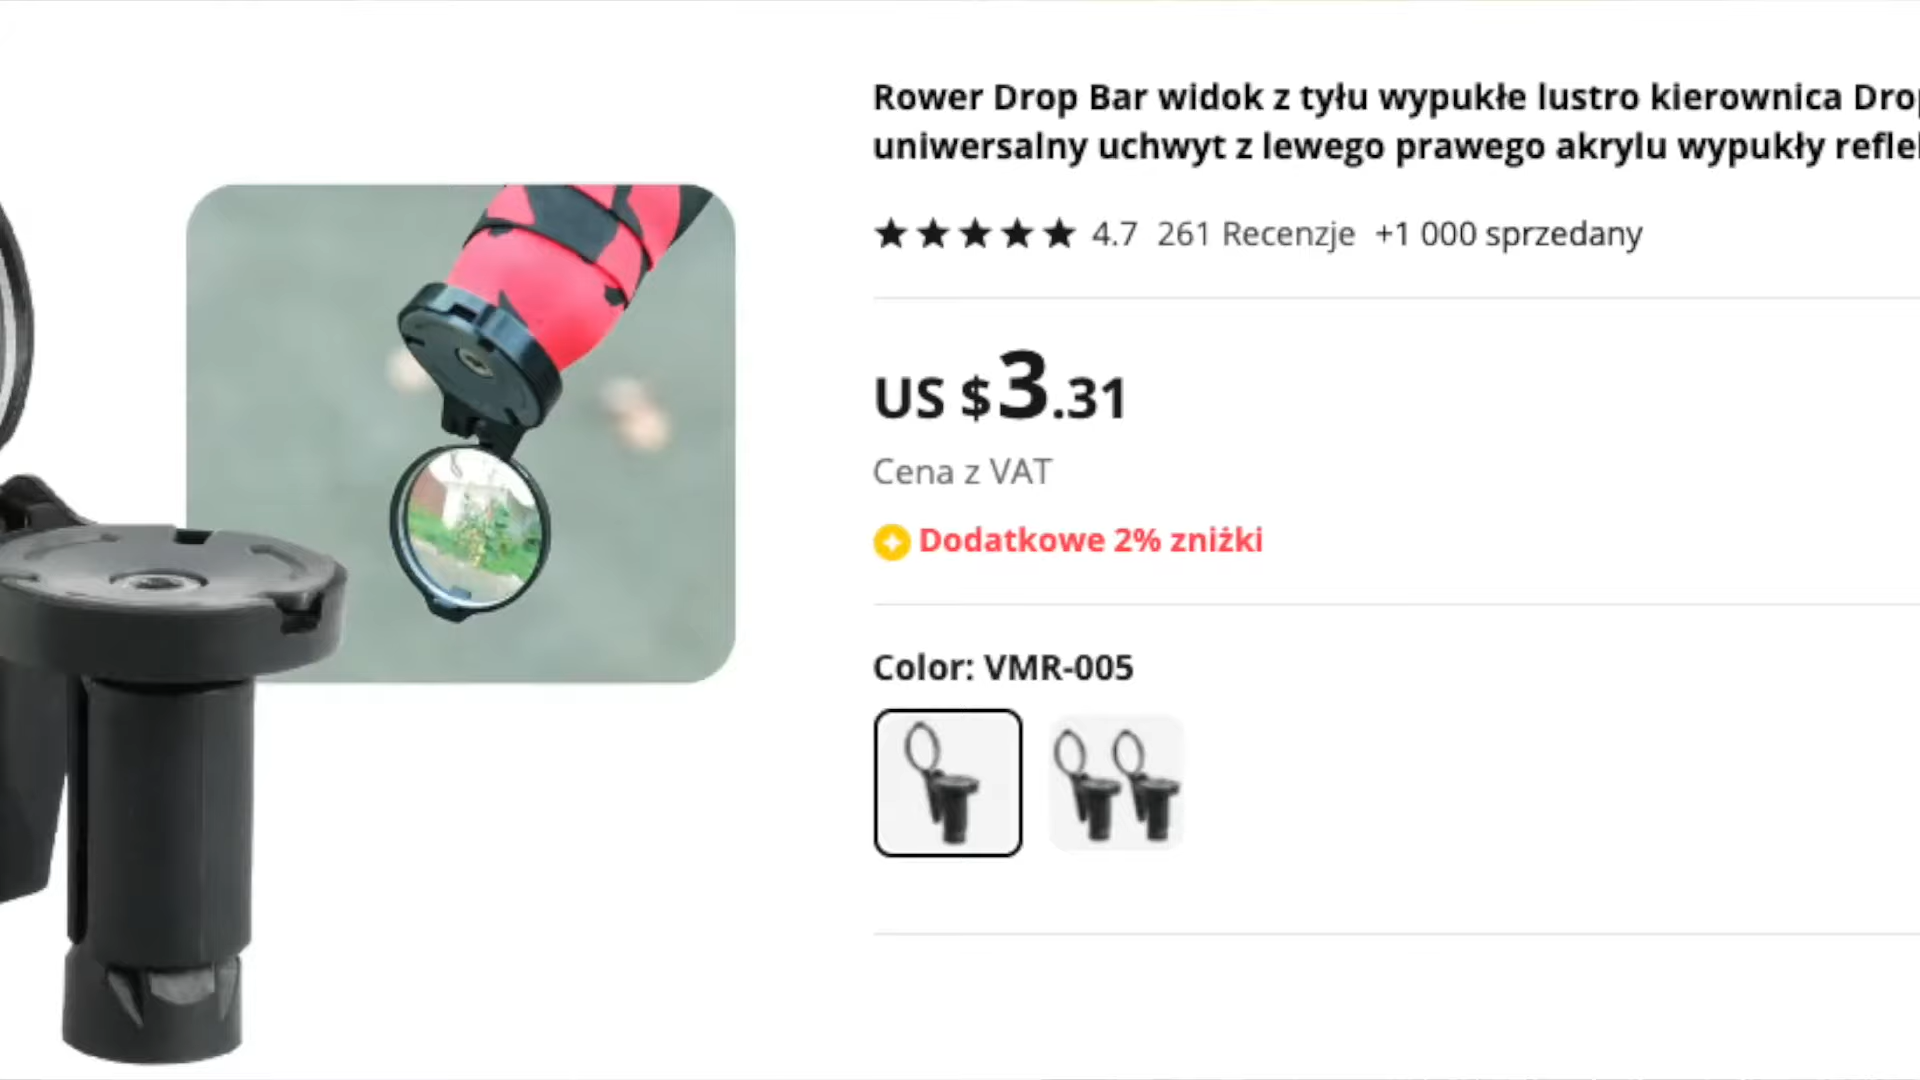 Rower Drop Bar widok z tyłu wypukłe lustro kierownica
uniwersalny uchwyt z lewego prawego akrylu wypukły
4.7 261 Recenzje +1 000 sprzedany
US $3.31
Cena z VAT
Dodatkowe 2% zniżki
Color: VMR-005